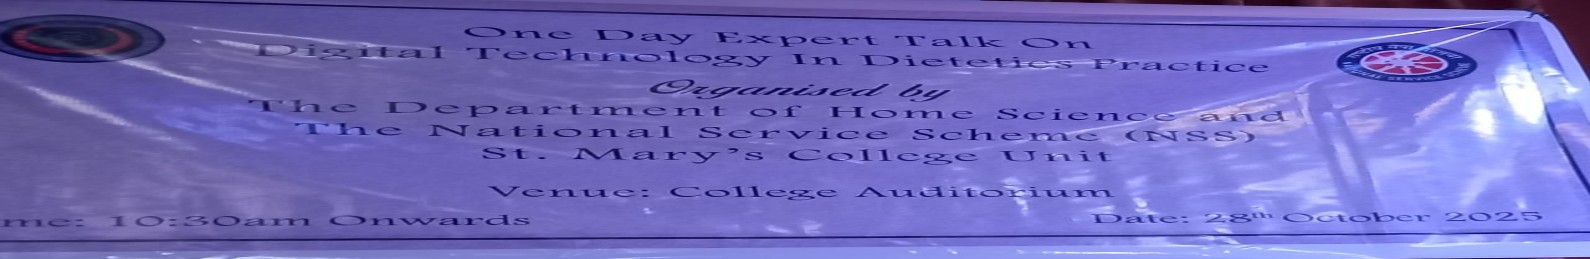 One Day Expert Talk On
Digital Technology In Dietetics Practice
Organised by
The Department of Home Science and
The National Service Scheme (NSS)
St. Mary's College Unit
Venue: College Auditorium
me: 10:30am Onwards
Date: 28th October 2025